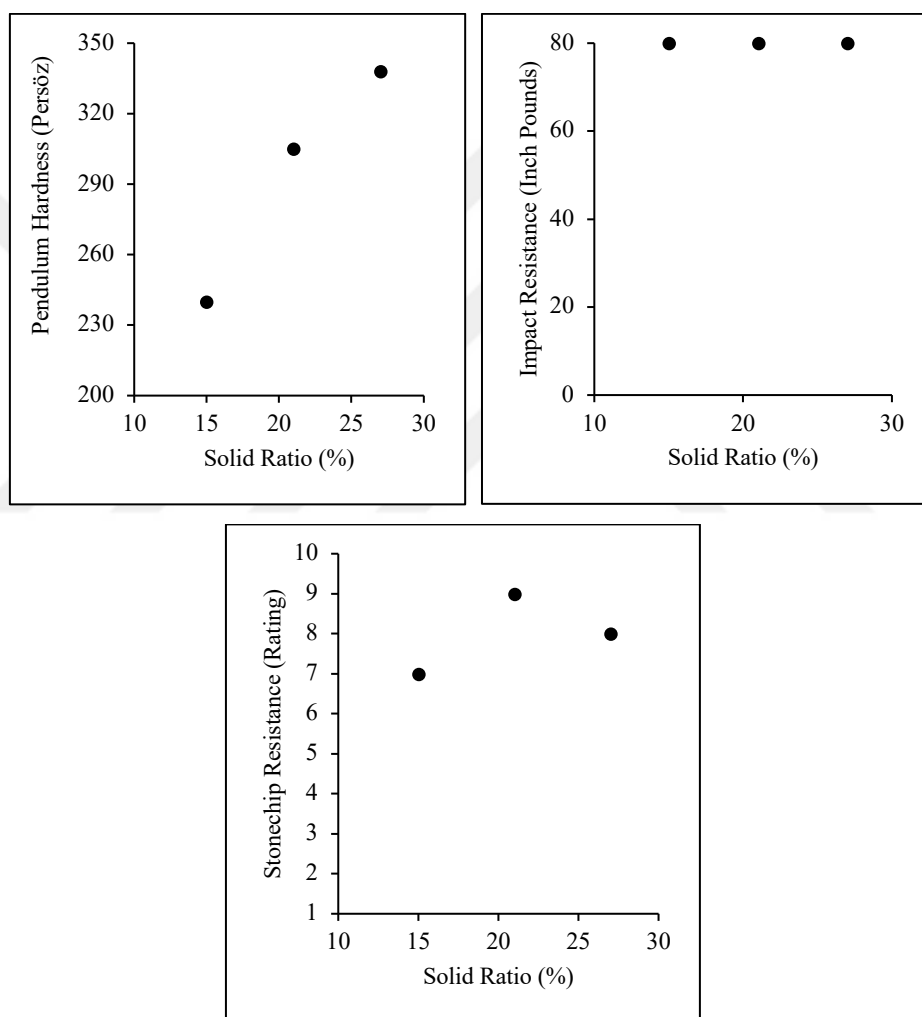 Pendulum Hardness (Persöz)
350
320
290
260
230
200
10 15 20 25 30
Solid Ratio (%)
Impact Resistance (Inch Pounds)
80
60
40
20
0
10 20 30
Solid Ratio (%)
Stonechip Resistance (Rating)
10
9
8
7
6
5
4
3
2
1
10 15 20 25 30
Solid Ratio (%)